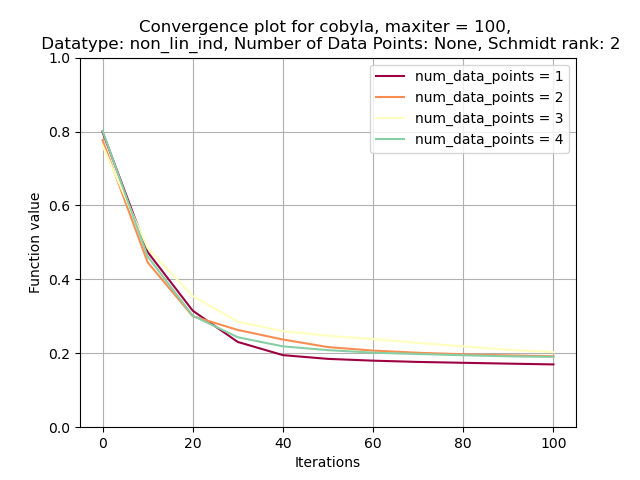 Convergence plot for cobyla, maxiter = 100,
Datatype: non_lin_ind, Number of Data Points: None, Schmidt rank: 2
1.0
0.8
0.6
0.4
0.2
0.0
Function value
num_data_points = 1
num_data_points = 2
num_data_points = 3
num_data_points = 4
0 20 40 60 80 100
Iterations